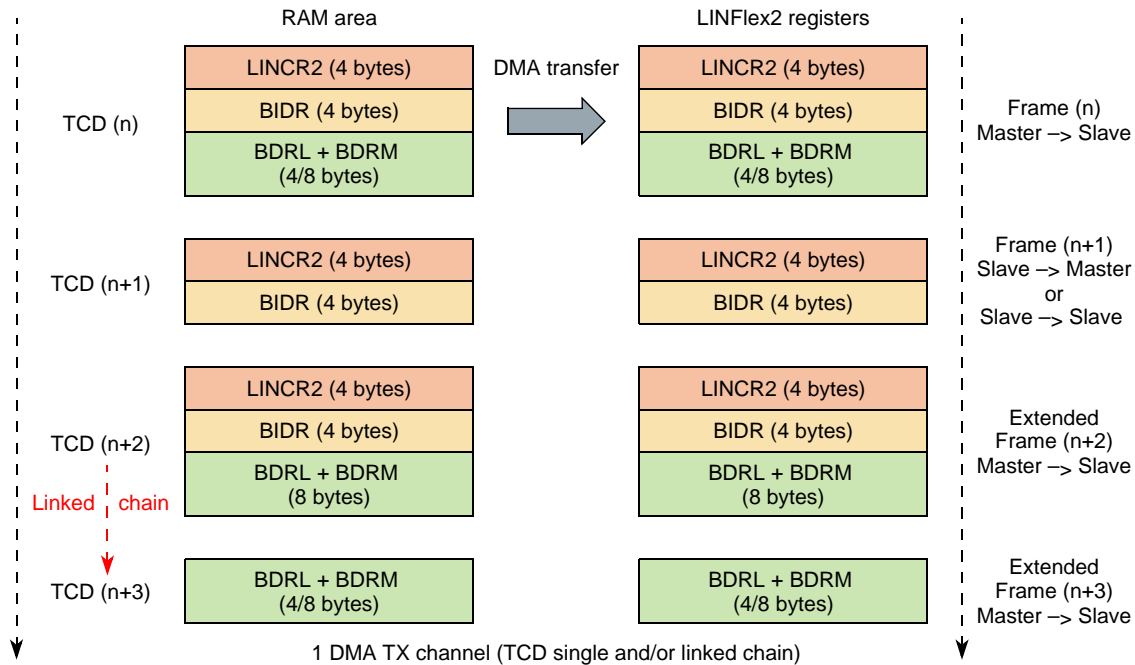 RAM area
LINFlex2 registers
TCD (n)
LINCR2 (4 bytes)
BIDR (4 bytes)
BDRL + BDRM
(4/8 bytes)
DMA transfer
LINCR2 (4 bytes)
BIDR (4 bytes)
BDRL + BDRM
(4/8 bytes)
Frame (n)
Master –> Slave
TCD (n+1)
LINCR2 (4 bytes)
BIDR (4 bytes)
LINCR2 (4 bytes)
BIDR (4 bytes)
Frame (n+1)
Slave –> Master
or
Slave –> Slave
TCD (n+2)
Linked chain
LINCR2 (4 bytes)
BIDR (4 bytes)
BDRL + BDRM
(8 bytes)
LINCR2 (4 bytes)
BIDR (4 bytes)
BDRL + BDRM
(8 bytes)
Extended
Frame (n+2)
Master –> Slave
TCD (n+3)
BDRL + BDRM
(4/8 bytes)
BDRL + BDRM
(4/8 bytes)
Extended
Frame (n+3)
Master –> Slave
1 DMA TX channel (TCD single and/or linked chain)